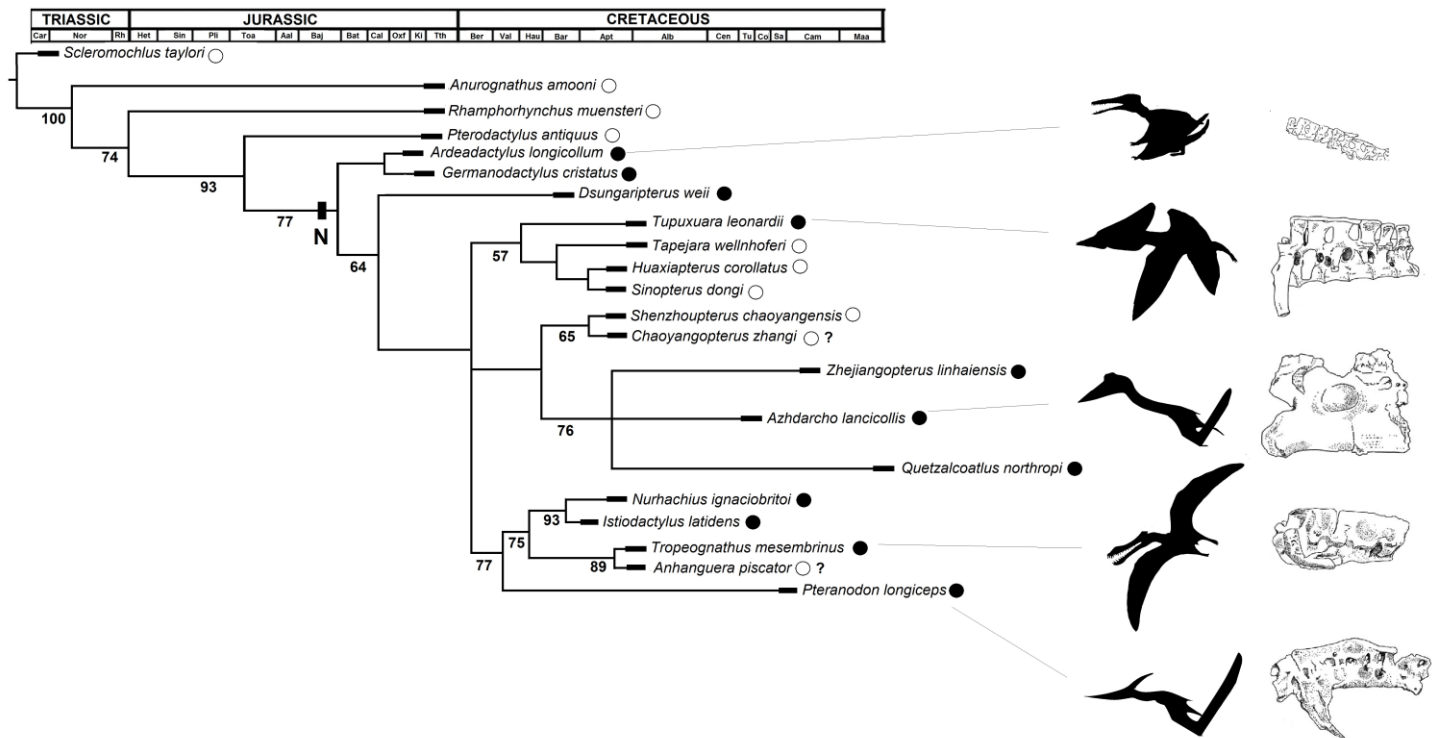 TRIASSIC JURASSIC CRETACEOUS
Car Nor Rh Het Sin Pli Toa Aal Baj Bat Cal Oxf Ki Tth Ber Val Hau Bar Apt Alb Cen Tu Co Sa Cam Maa
Scleromochlus taylori
Anurognathus amooni
100
Rhamphorhynchus muensteri
74
Pterodactylus antiquus
Ardeadactylus longicollum
93
Germanodactylus cristatus
Dsungaripterus weii
77
N
Tupuxuara leonardii
Tapejara wellnhoferi
57
64
Huaxiapterus corollatus
Sinopterus dongi
Shenzhoupterus chaoyangensis
65
Chaoyangopterus zhangi ?
Zhejiangopterus linhaiensis
Azhdarcho lancicollis
76
Quetzalcoatlus northropi
Nurhachius ignaciobritoi
93
Istiodactylus latidens
75
Tropeognathus mesembrinus
89
Anhanguera piscator ?
77
Pteranodon longiceps